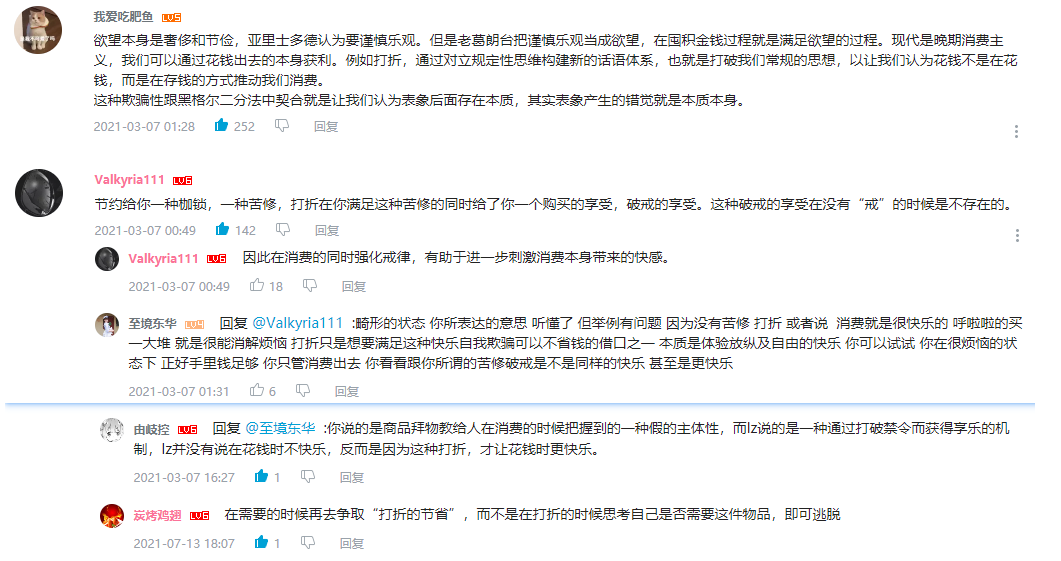 我爱吃肥鱼 LV5
欲望本身是奢侈和节俭，亚里士多德认为要谨慎乐观。但是老葛朗台把谨慎乐观当成欲望，在囤积金钱过程就是满足欲望的过程。现代是晚期消费主
义，我们可以通过花钱出去的本身获利。例如打折，通过对立规定性思维构建新的话语体系，也就是打破我们常规的思想，以让我们认为花钱不是在花
钱，而是在存钱的方式推动我们消费。
这种欺骗性跟黑格尔二分法中契合就是让我们认为表象后面存在本质，其实表象产生的错觉就是本质本身。
2021-03-07 01:28 252 回复
Valkyria111 LV6
节约给你一种枷锁，一种苦修，打折在你满足这种苦修的同时给了你一个购买的享受，破戒的享受。这种破戒的享受在没有“戒”的时候是不存在的。
2021-03-07 00:49 142 回复
Valkyria111 LV6 因此在消费的同时强化戒律，有助于进一步刺激消费本身带来的快感。
2021-03-07 00:49 18 回复
至境东华 LV4 回复 @Valkyria111 :畸形的状态 你所表达的意思 听懂了 但举例有问题 因为没有苦修 打折 或者说 消费就是很快乐的 呼啦啦的买
一大堆 就是很能消解烦恼 打折只是想要满足这种快乐自我欺骗可以不省钱的借口之一 本质是体验放纵及自由的快乐 你可以试试 你在很烦恼的状
态下 正好手里钱足够 你只管消费出去 你看看跟你所谓的苦修破戒是不是同样的快乐 甚至是更快乐
2021-03-07 01:31 6 回复
由岐控 LV6 回复 @至境东华 :你说的是商品拜物教给人在消费的时候把握到的一种假的主体性，而lz说的是一种通过打破禁令而获得享乐的机
制，lz并没有说在花钱时不快乐，反而是因为这种打折，才让花钱时更快乐。
2021-03-07 16:27 1 回复
炭烤鸡翅 LV6 在需要的时候再去争取“打折的节省”，而不是在打折的时候思考自己是否需要这件物品，即可逃脱
2021-07-13 18:07 1 回复